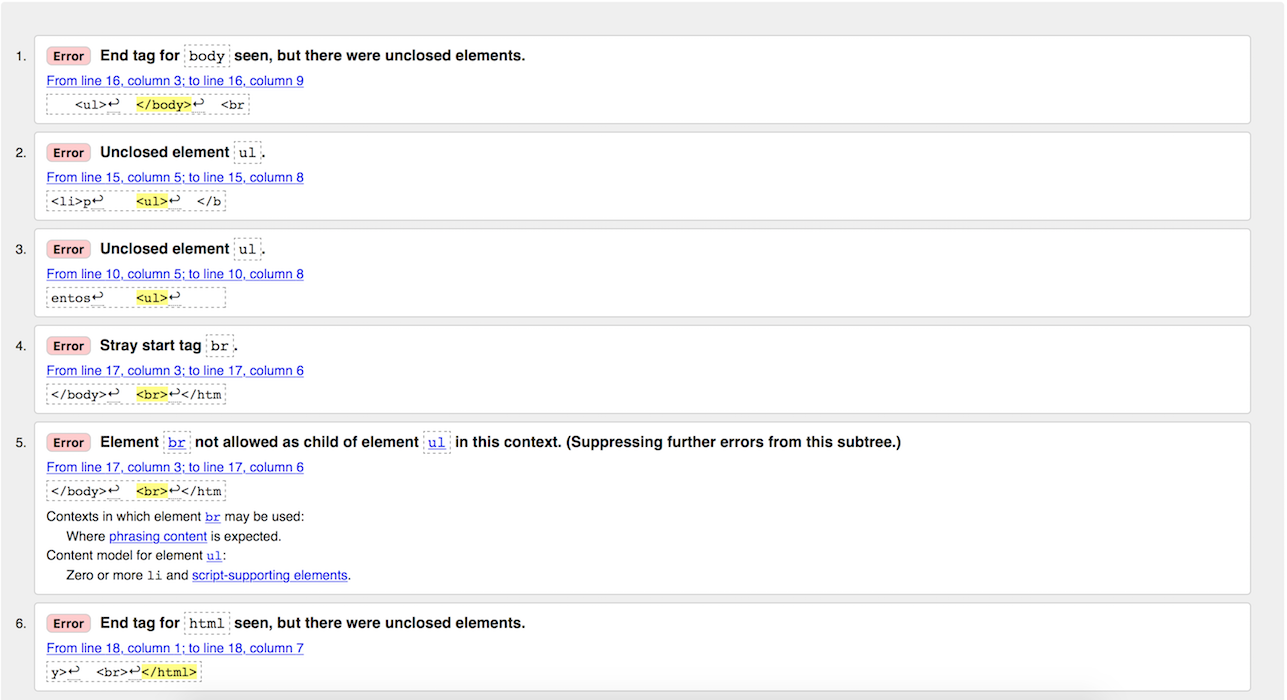 1. Error End tag for body seen, but there were unclosed elements.
From line 16, column 3; to line 16, column 9
<ul>↩ </body>↩ <br
2. Error Unclosed element ul.
From line 15, column 5; to line 15, column 8
<li>p↩ <ul>↩ </b
3. Error Unclosed element ul.
From line 10, column 5; to line 10, column 8
entos↩ <ul>↩
4. Error Stray start tag br.
From line 17, column 3; to line 17, column 6
</body>↩ <br>↩</htm
5. Error Element br not allowed as child of element ul in this context. (Suppressing further errors from this subtree.)
From line 17, column 3; to line 17, column 6
</body>↩ <br>↩</htm
Contexts in which element br may be used:
Where phrasing content is expected.
Content model for element ul:
Zero or more li and script-supporting elements.
6. Error End tag for html seen, but there were unclosed elements.
From line 18, column 1; to line 18, column 7
y>↩ <br>↩</html>